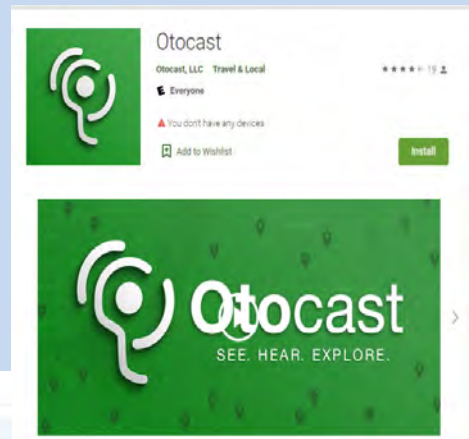 Otocast
Otocast, LLC Travel & Local
19
Everyone
You don't have any devices
Add to Wishlist
Install
Otocast
SEE. HEAR. EXPLORE.